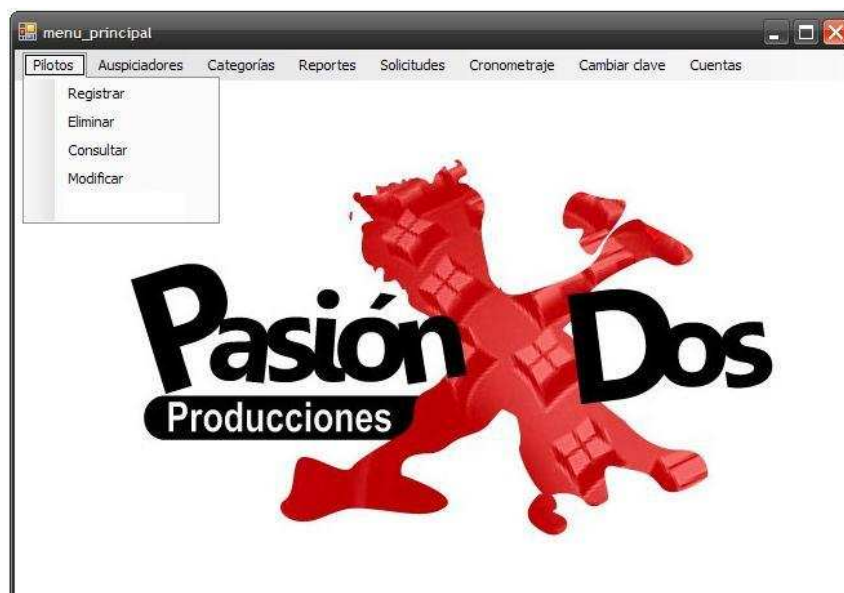 menu_principal
Pilotos Auspiciadores Categorías Reportes Solicitudes Cronometraje Cambiar clave Cuentas
Registrar
Eliminar
Consultar
Modificar
Pasión X Dos
Producciones